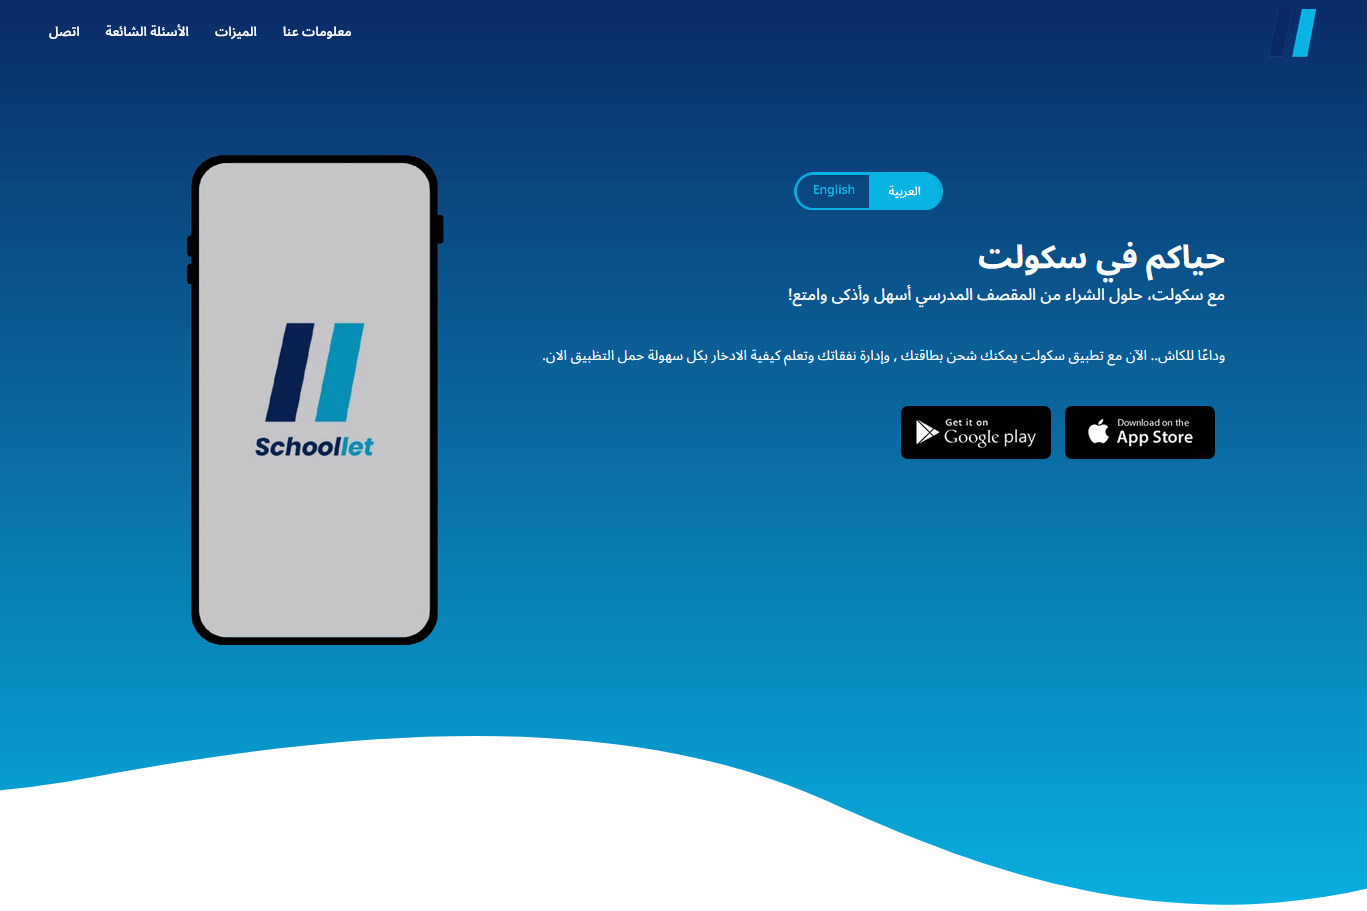 معلومات عنا
الميزات
الأسئلة الشائعة
اتصل
العربية
English
حياكم في سكولت
مع سكولت، حلول الشراء من المقصف المدرسي أسهل وأذكى وامتع!
وداعًا للكاش.. الآن مع تطبيق سكولت يمكنك شحن بطاقتك , وإدارة نفقاتك وتعلم كيفية الادخار بكل سهولة حمل التظبيق الان.
Download on the
App Store
Get it on
Google play
Schoollet